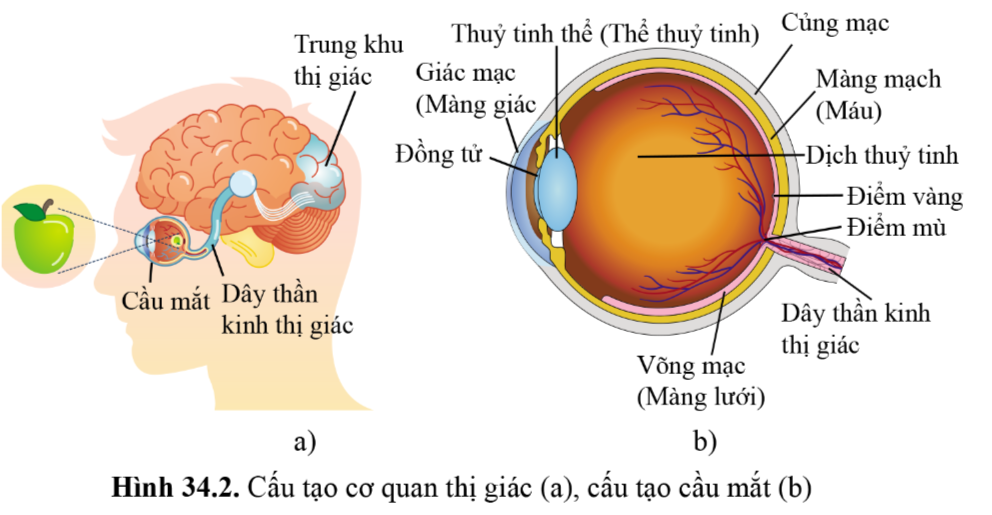 Trung khu
thị giác
Cầu mắt
Dây thần
kinh thị giác
a)
Thuỷ tinh thể (Thể thuỷ tinh)
Củng mạc
Giác mạc
(Màng giác
Màng mạch
(Máu)
Đồng tử
Dịch thuỷ tinh
Điểm vàng
Điểm mù
Dây thần kinh
thị giác
Võng mạc
(Màng lưới)
b)
Hình 34.2. Cấu tạo cơ quan thị giác (a), cấu tạo cầu mắt (b)